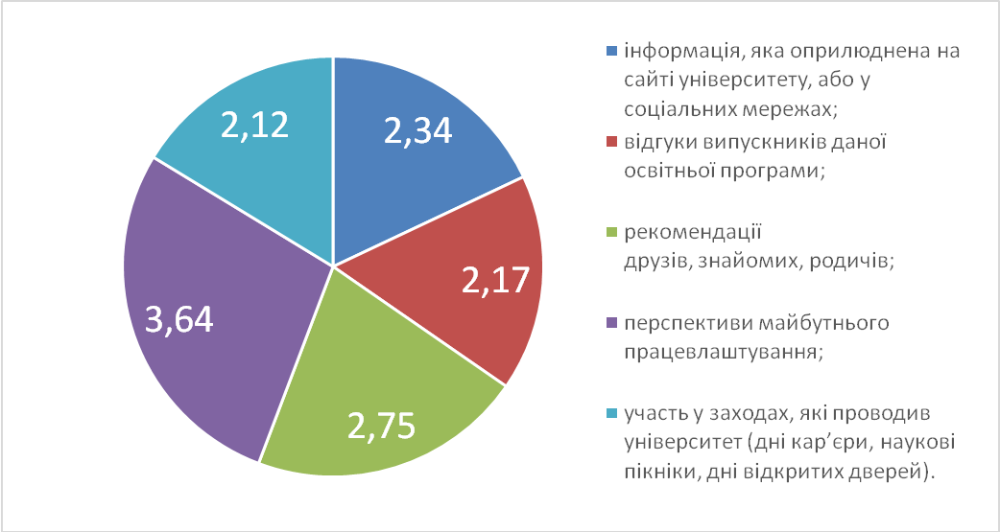 2,34
2,17
2,75
3,64
2,12
інформація, яка оприлюднена на
сайті університету, або у
соціальних мережах;
відгуки випускників даної
освітньої програми;
рекомендації
друзів, знайомих, родичів;
перспективи майбутнього
працевлаштування;
участь у заходах, які проводив
університет (дні кар’єри, наукові
пікніки, дні відкритих дверей).